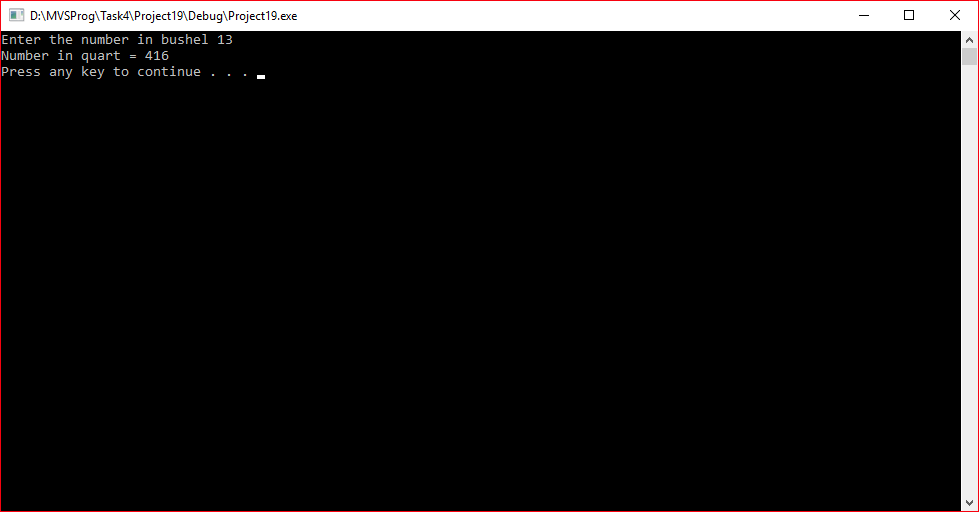 D:\MVSProg\Task4\Project19\Debug\Project19.exe
Enter the number in bushel 13
Number in quart = 416
Press any key to continue . . .